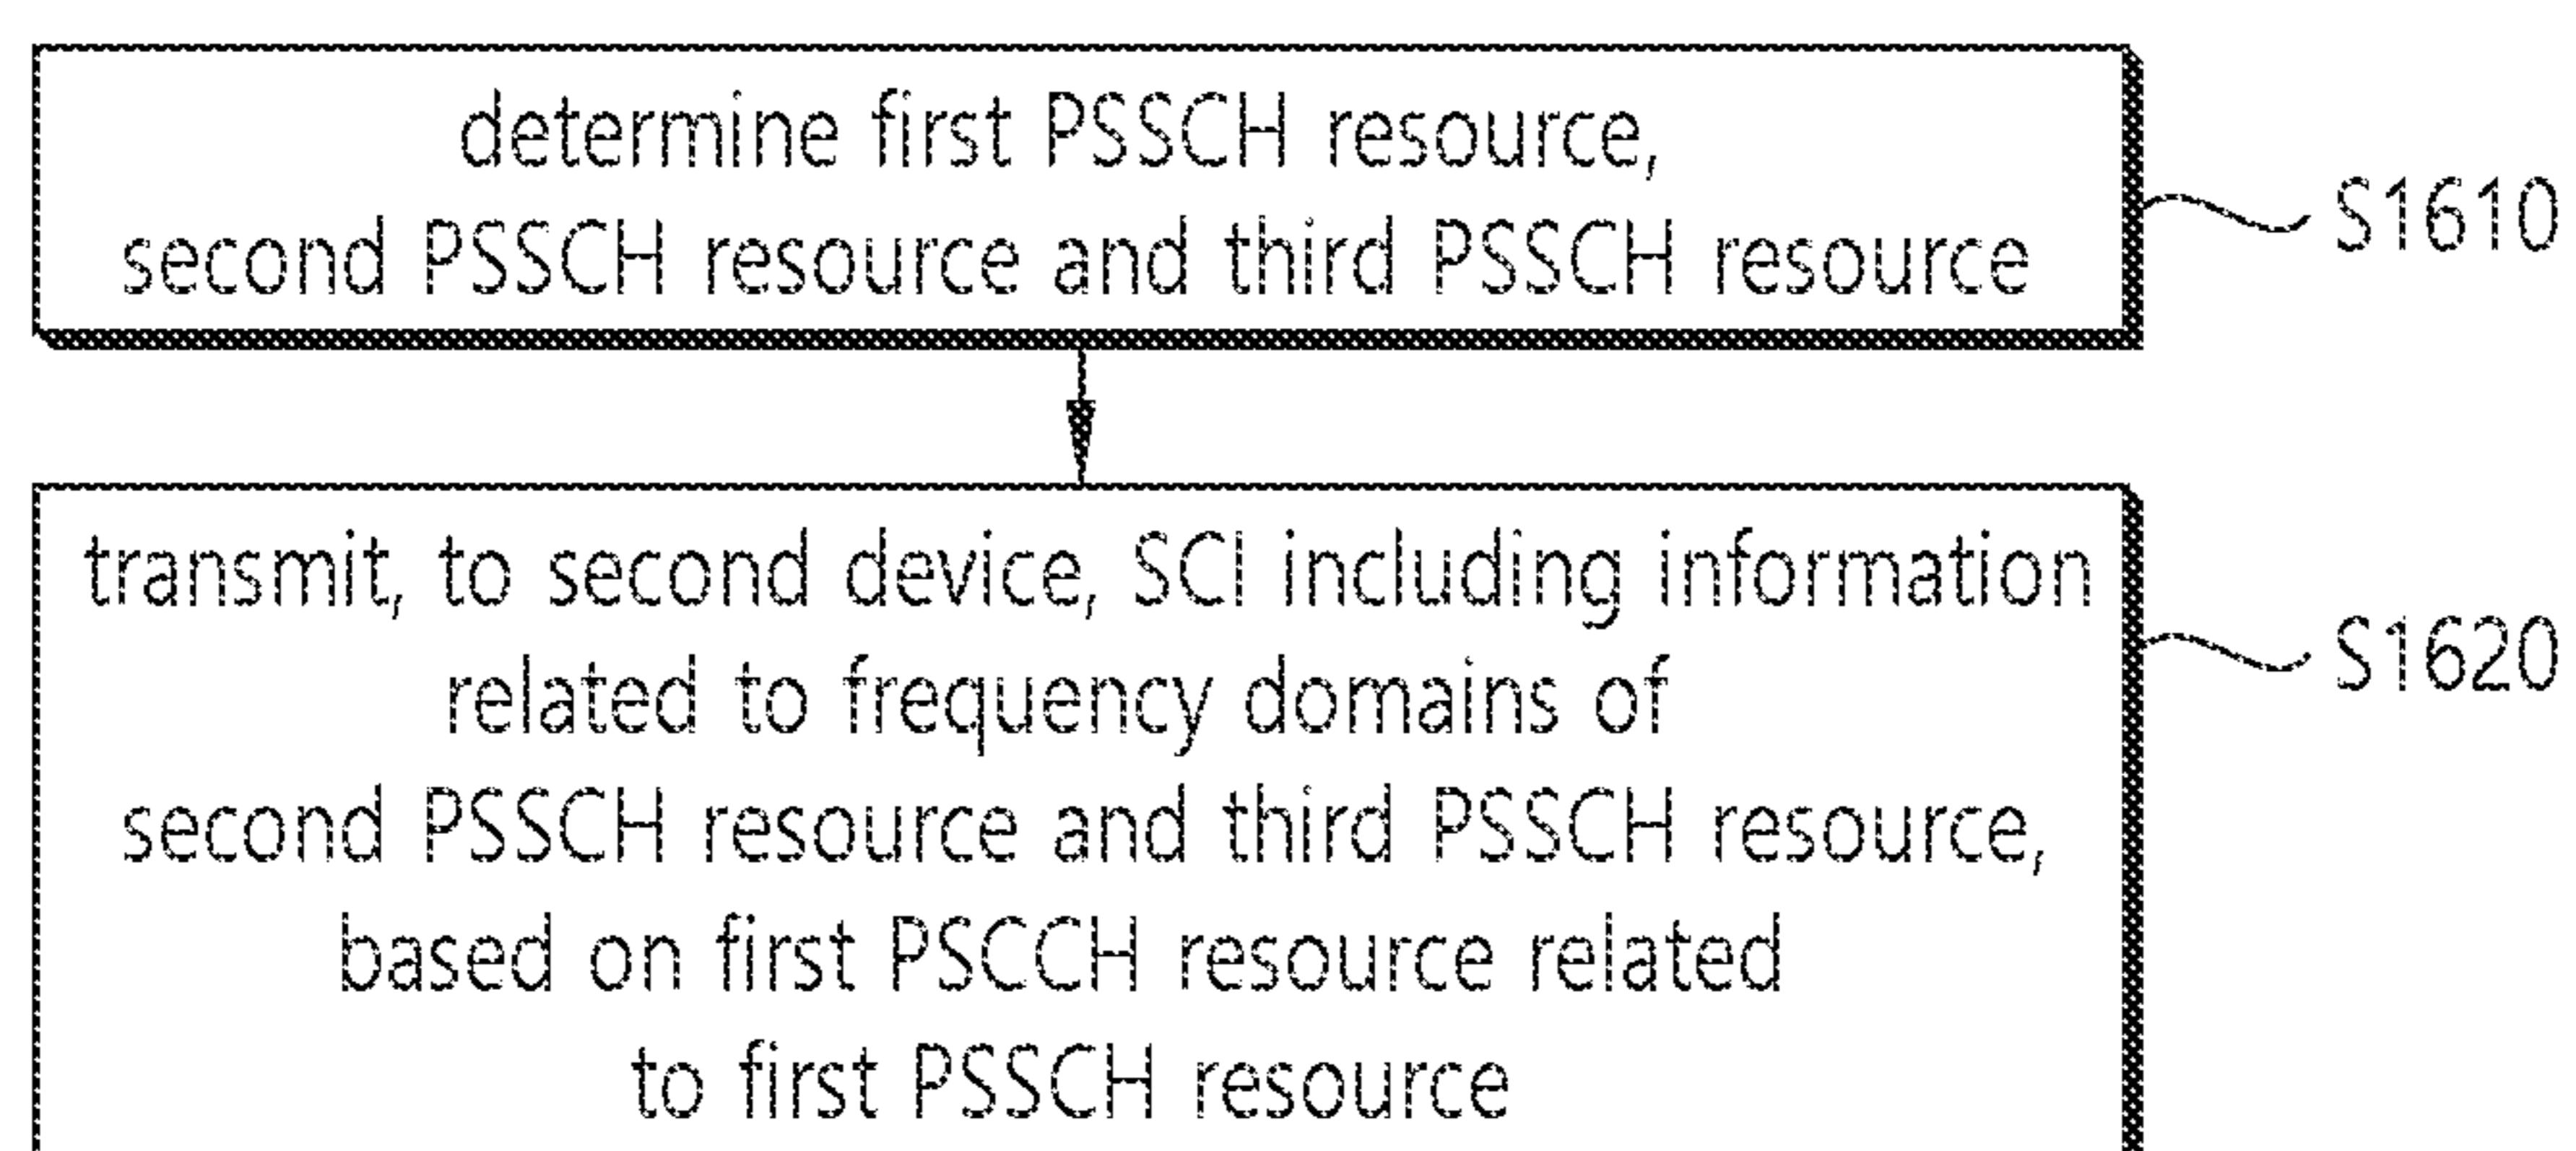 determine first PSSCH resource,
second PSSCH resource and third PSSCH resource
S1610
transmit, to second device, SCI including information
related to frequency domains of
second PSSCH resource and third PSSCH resource,
based on first PSCCH resource related
to first PSSCH resource
S1620